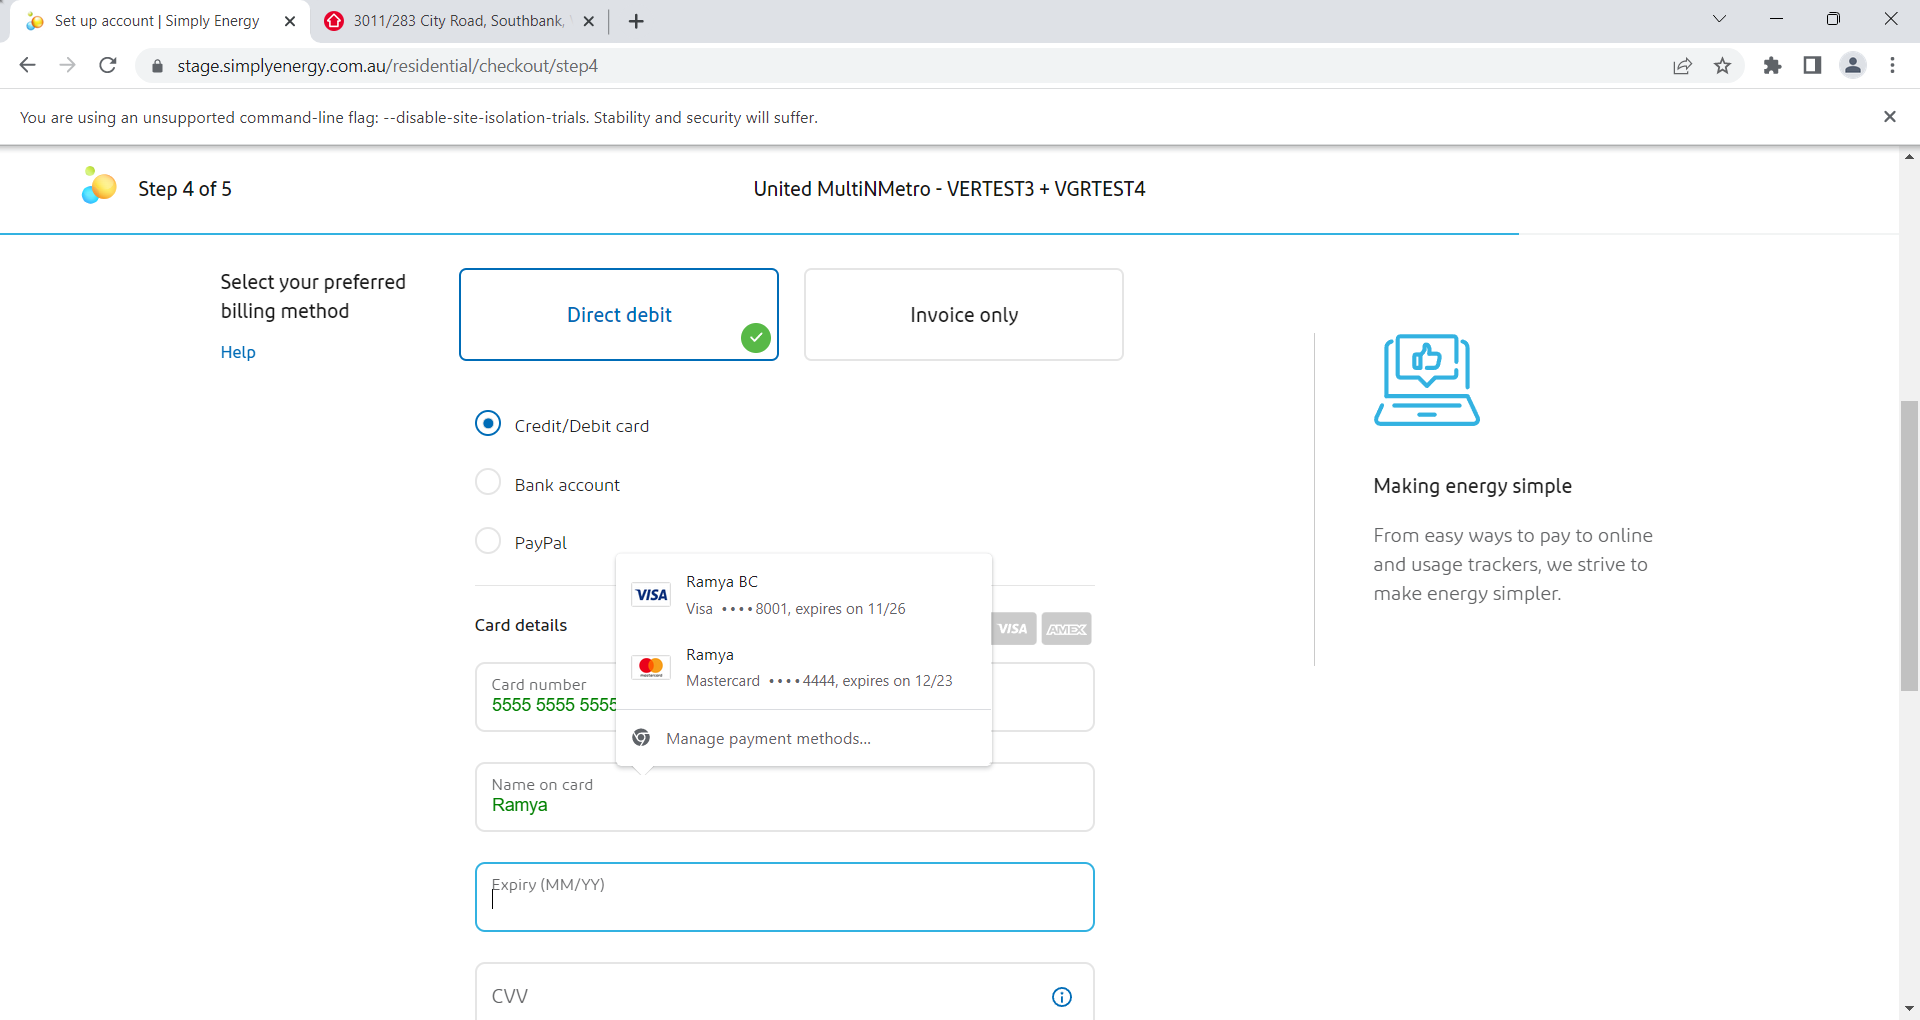 Set up account | Simply Energy
3011/283 City Road, Southbank,
stage.simplyenergy.com.au/residential/checkout/step4
You are using an unsupported command-line flag: --disable-site-isolation-trials. Stability and security will suffer.
Step 4 of 5
United MultiNMetro - VERTEST3 + VGRTEST4
Select your preferred
billing method
Help
Direct debit
Invoice only
Credit/Debit card
Bank account
PayPal
Making energy simple
From easy ways to pay to online
and usage trackers, we strive to
make energy simpler.
VISA
Ramya BC
Visa •••• 8001, expires on 11/26
Card details
VISA
AMEX
Ramya
mastercard
Mastercard •••• 4444, expires on 12/23
Card number
5555 5555 5555
Manage payment methods...
Name on card
Ramya
Expiry (MM/YY)
CVV